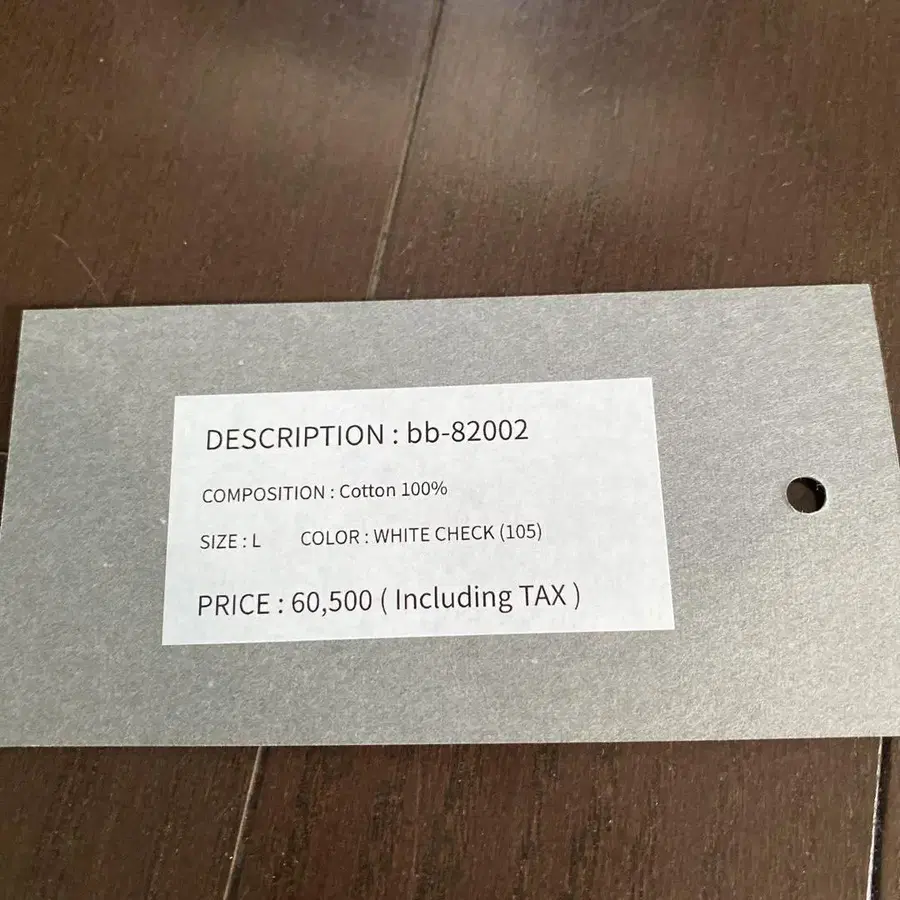 DESCRIPTION : bb-82002
COMPOSITION : Cotton 100%
SIZE : L COLOR : WHITE CHECK (105)
PRICE : 60,500 ( Including TAX )